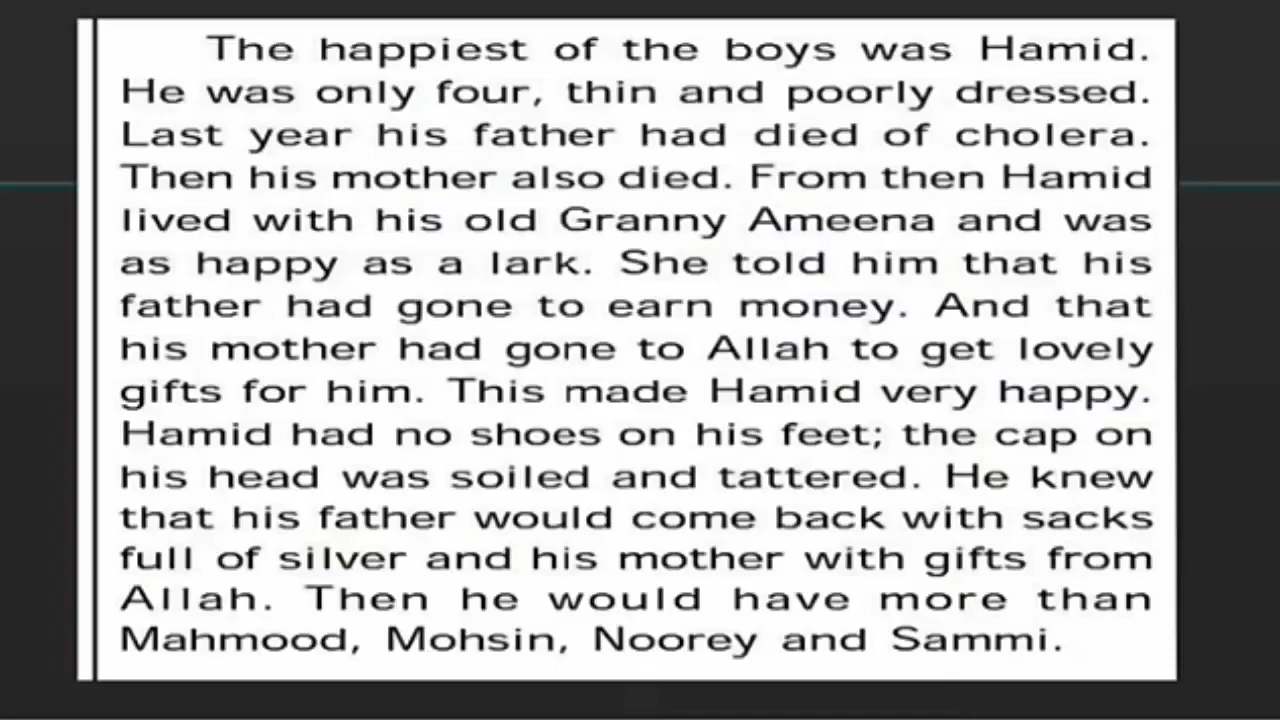 The happiest of the boys was Hamid.
He was only four, thin and poorly dressed.
Last year his father had died of cholera.
Then his mother also died. From then Hamid
lived with his old Granny Ameena and was
as happy as a lark. She told him that his
father had gone to earn money. And that
his mother had gone to Allah to get lovely
gifts for him. This made Hamid very happy.
Hamid had no shoes on his feet; the cap on
his head was soiled and tattered. He knew
that his father would come back with sacks
full of silver and his mother with gifts from
Allah. Then he would have more than
Mahmood, Mohsin, Noorey and Sammi.